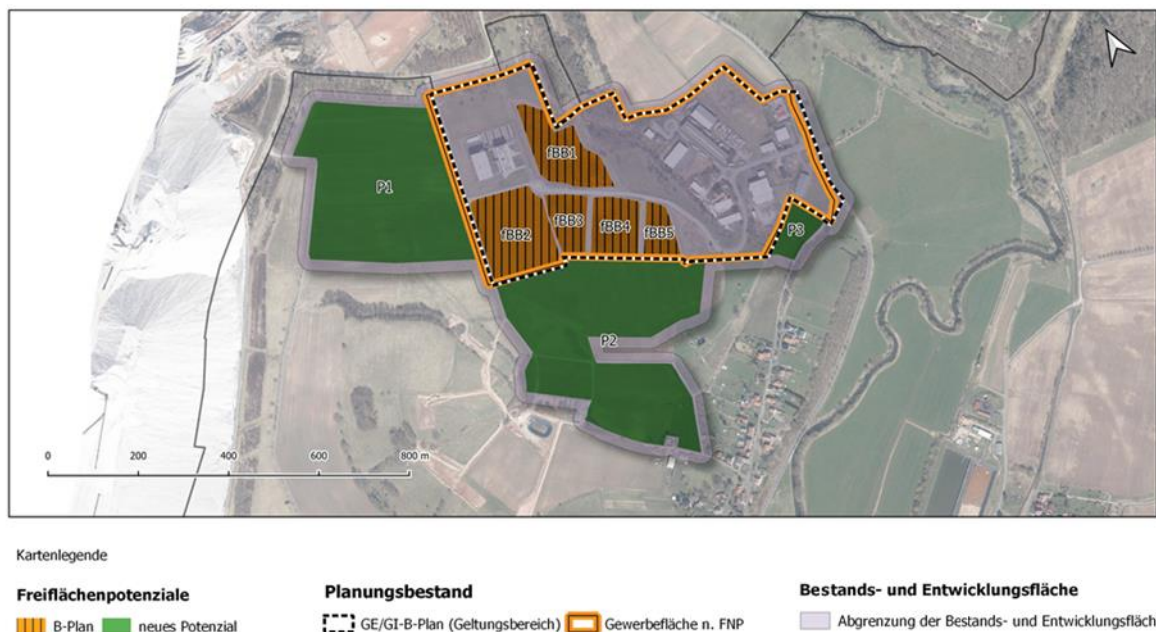 P1
fBB1
fBB2
fBB3
fBB4
fBB5
P3
P2
0 200 400 600 800 m
Kartenlegende
Freiflächenpotenziale
B-Plan neues Potenzial
Planungsbestand
GE/GI-B-Plan (Geltungsbereich) Gewerbefläche n. FNP
Bestands- und Entwicklungsfläche
Abgrenzung der Bestands- und Entwicklungsfläch